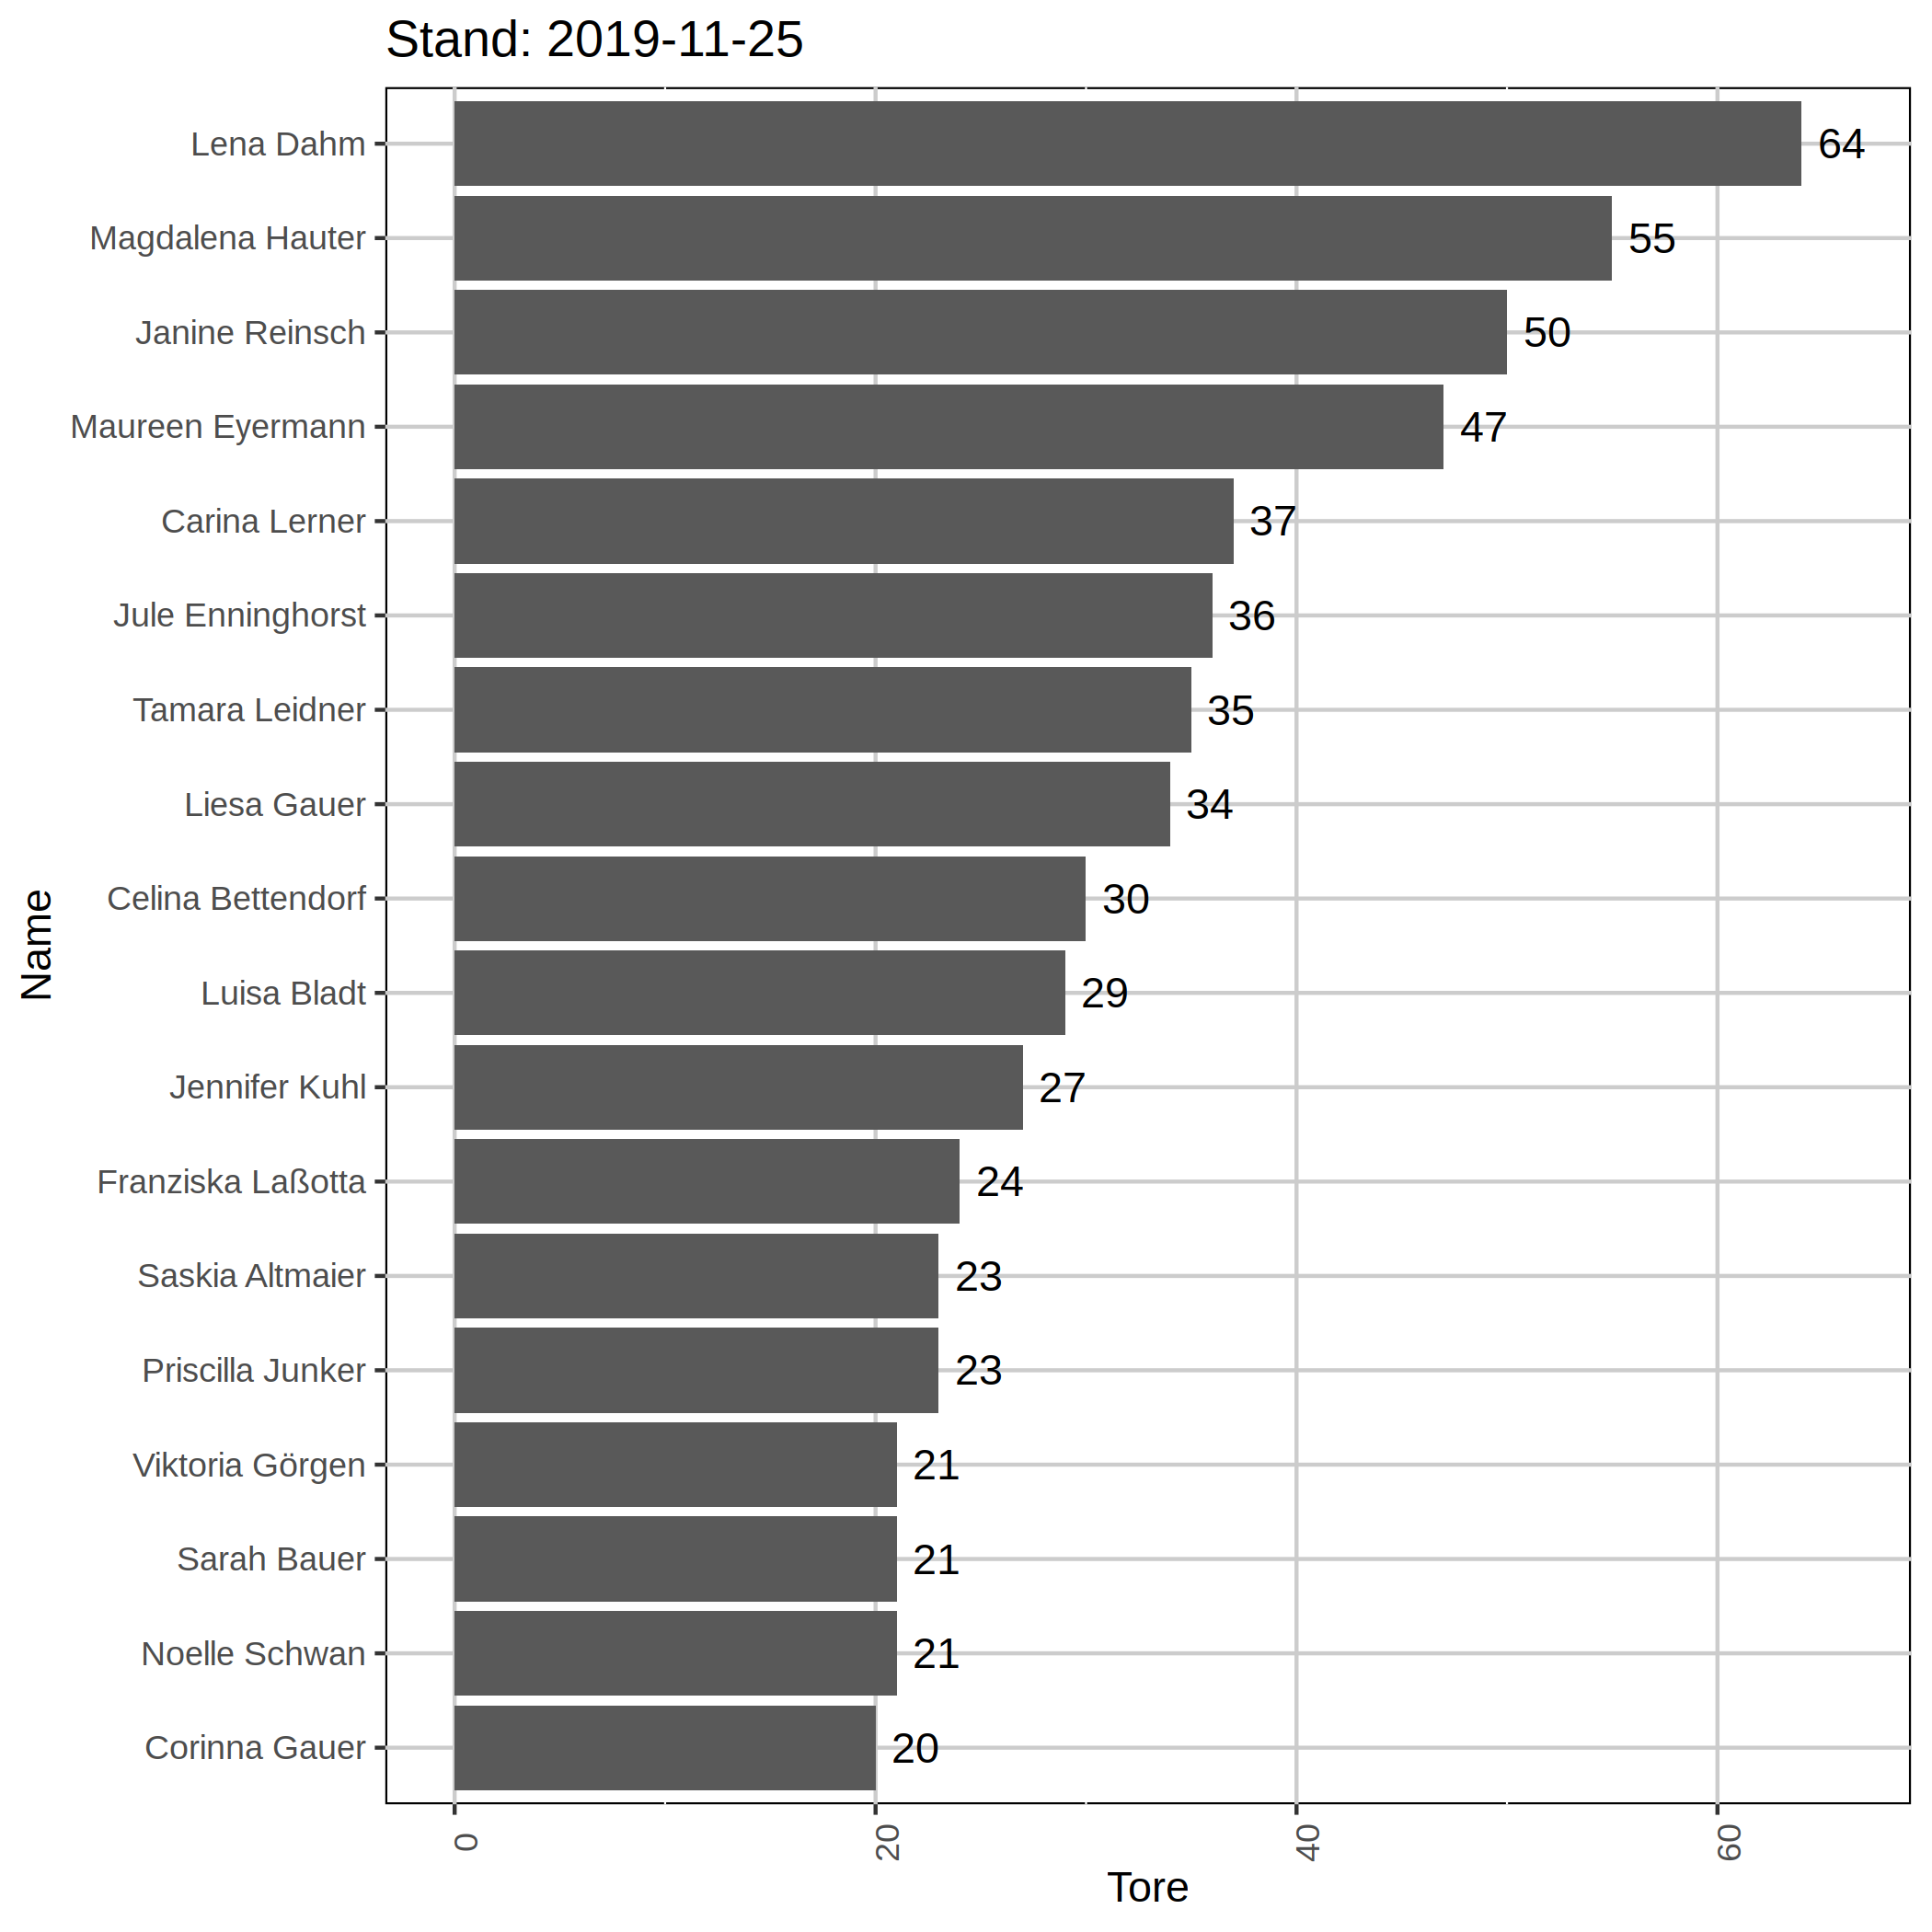 Stand: 2019-11-25
Lena Dahm 64
Magdalena Hauter 55
Janine Reinsch 50
Maureen Eyermann 47
Carina Lerner 37
Jule Enninghorst 36
Tamara Leidner 35
Liesa Gauer 34
Celina Bettendorf 30
Luisa Bladt 29
Jennifer Kuhl 27
Franziska Laßotta 24
Saskia Altmaier 23
Priscilla Junker 23
Viktoria Görgen 21
Sarah Bauer 21
Noelle Schwan 21
Corinna Gauer 20
Name
0 20 40 60
Tore